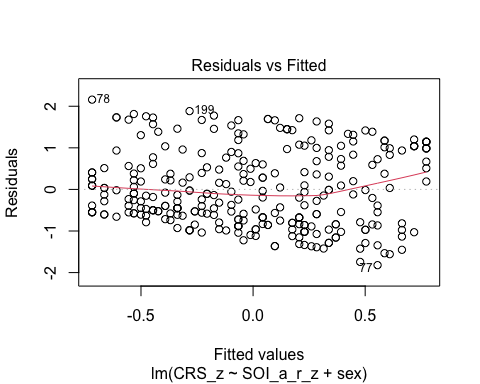 Residuals vs Fitted
78
199
77
Residuals
2
1
0
-1
-2
-0.5 0.0 0.5
Fitted values
lm(CRS_z ~ SOI_a_r_z + sex)